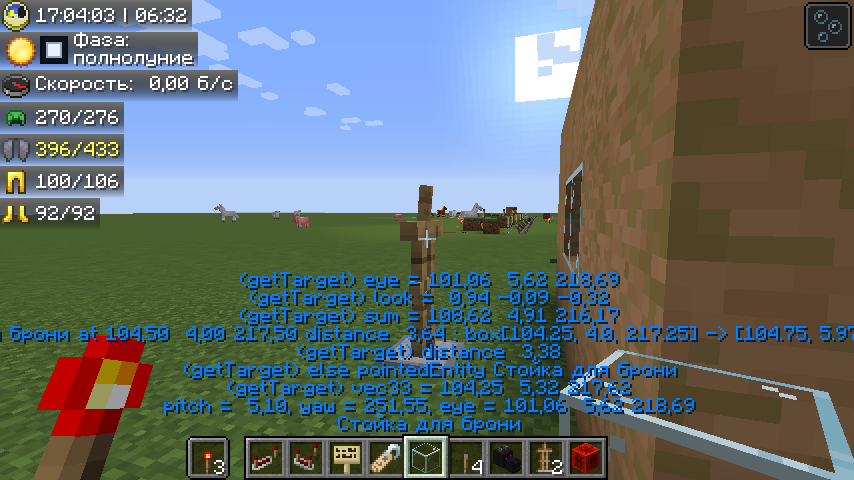 17:04:03 | 06:32
Фаза:
полнолуние
Скорость: 0,00 б/с
270/276
396/433
100/106
92/92
(getTarget) eye = 101,06 5,62 218,69
(getTarget) look = 0,94 -0,09 -0,32
(getTarget) sum = 108,62 4,91 216,17
брони at 104,50 4,00 217,50 distance 3,64 : box[104.25, 4.0, 217.25] -> [104.75, 5.97
(getTarget) distance 3,38
(getTarget) else pointedEntity Стойка для брони
(getTarget) vec33 = 104,25 5,32 217,62
pitch = 5,10, yaw = 251,55, eye = 101,06 5,62 218,69
Стойка для брони
3
4
2